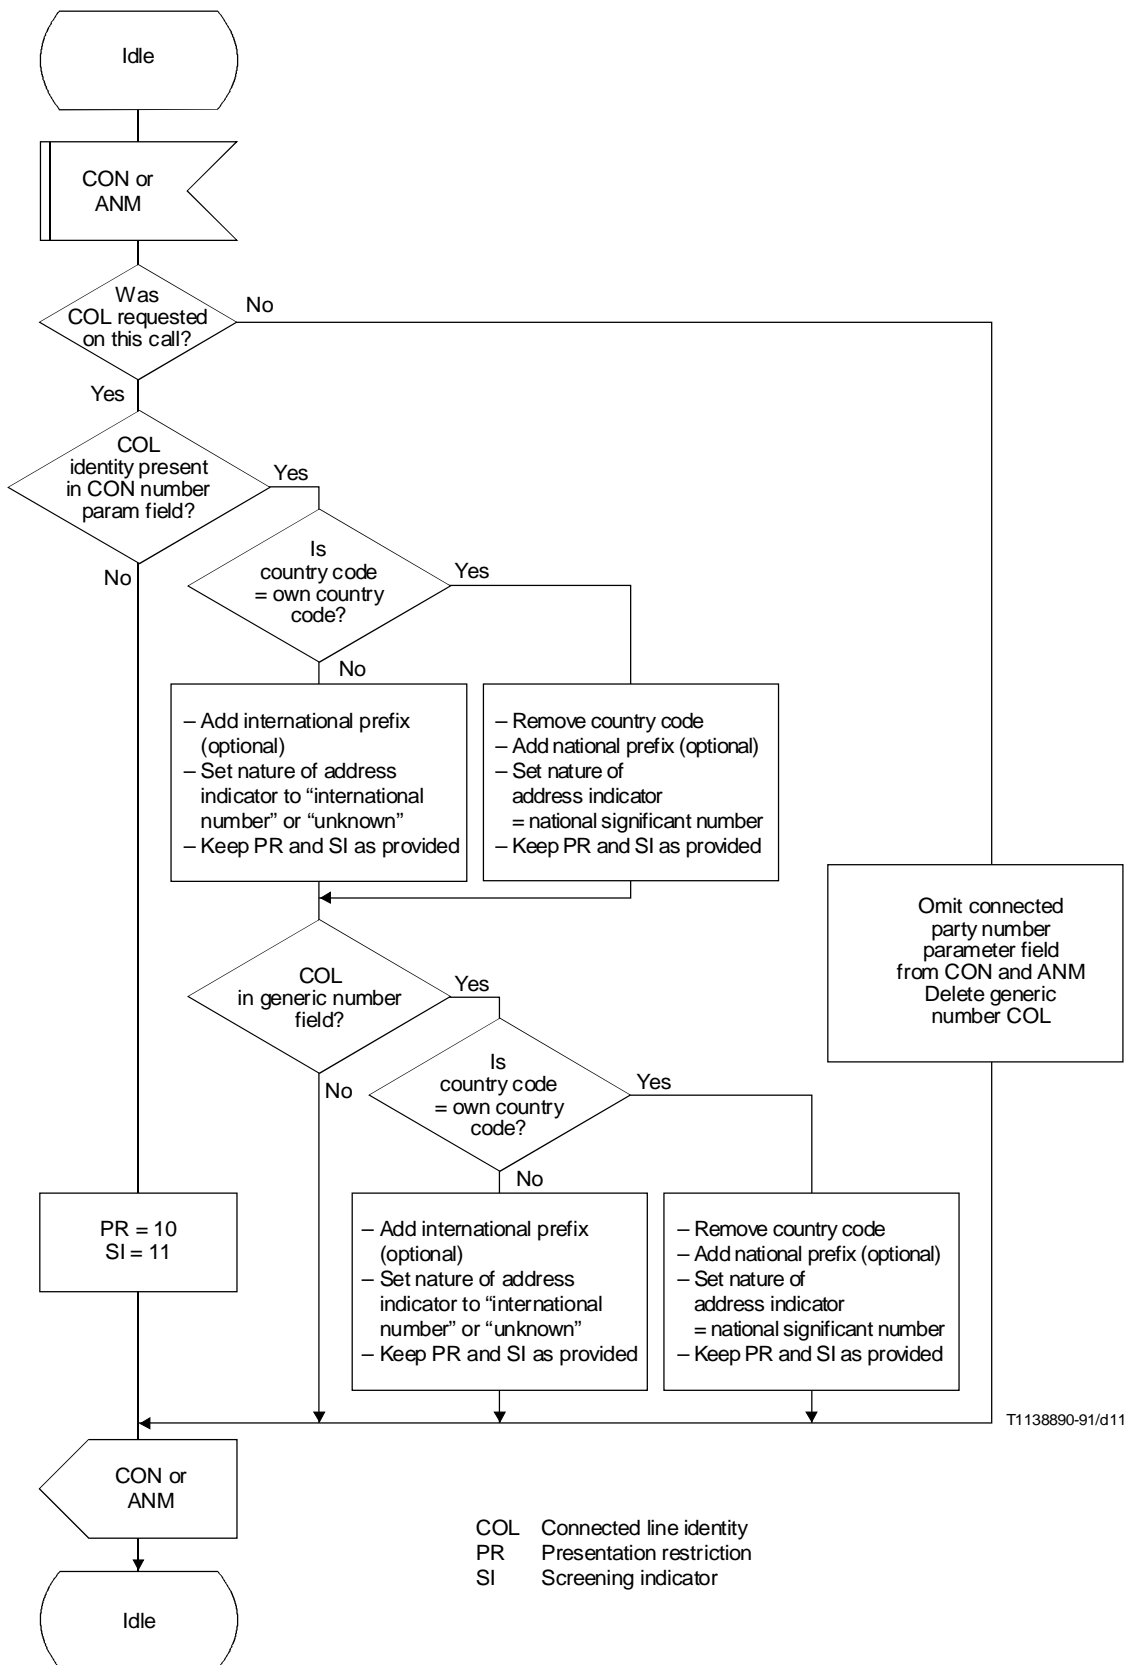 Idle
CON or
ANM
Was
COL requested
on this call?
No
Yes
COL
identity present
in CON number
param field?
Yes
No
Is
country code
= own country
code?
Yes
No
– Add international prefix
(optional)
– Set nature of address
indicator to “international
number” or “unknown”
– Keep PR and SI as provided
– Remove country code
– Add national prefix (optional)
– Set nature of
address indicator
= national significant number
– Keep PR and SI as provided
Omit connected
party number
parameter field
from CON and ANM
Delete generic
number COL
COL
in generic number
field?
Yes
No
Is
country code
= own country
code?
Yes
No
PR = 10
SI = 11
– Add international prefix
(optional)
– Set nature of address
indicator to “international
number” or “unknown”
– Keep PR and SI as provided
– Remove country code
– Add national prefix (optional)
– Set nature of
address indicator
= national significant number
– Keep PR and SI as provided
T1138890-91/d11
CON or
ANM
COL Connected line identity
PR Presentation restriction
SI Screening indicator
Idle